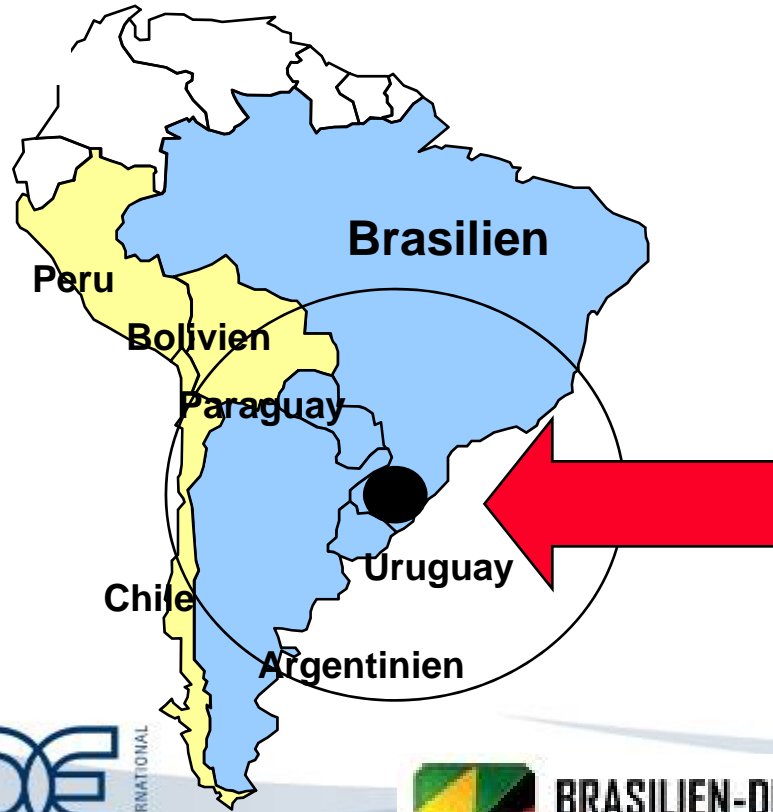 Brasilien
Peru
Bolivien
Paraguay
Uruguay
Chile
Argentinien
BRASILIEN-D